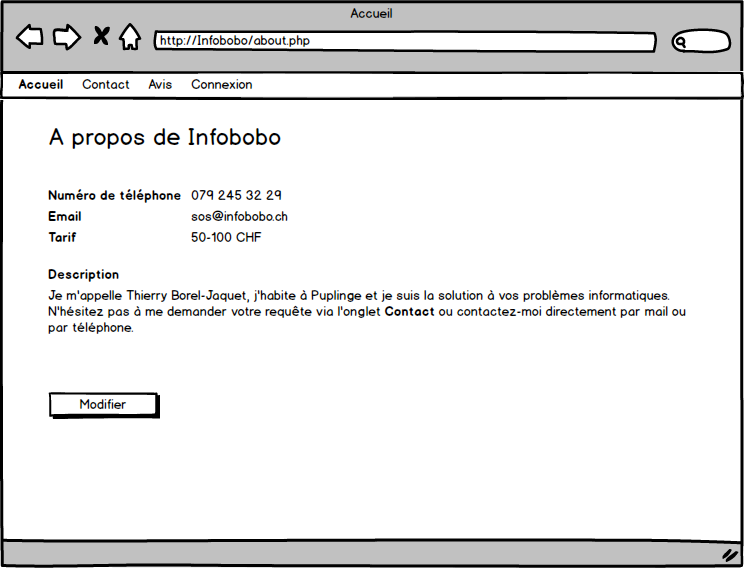 Accueil
http://Infobobo/about.php
Accueil Contact Avis Connexion
A propos de Infobobo
Numéro de téléphone 079 245 32 29
Email sos@infobobo.ch
Tarif 50-100 CHF
Description
Je m'appelle Thierry Borel-Jaquet, j'habite à Puplinge et je suis la solution à vos problèmes informatiques.
N'hésitez pas à me demander votre requête via l'onglet Contact ou contactez-moi directement par mail ou
par téléphone.
Modifier